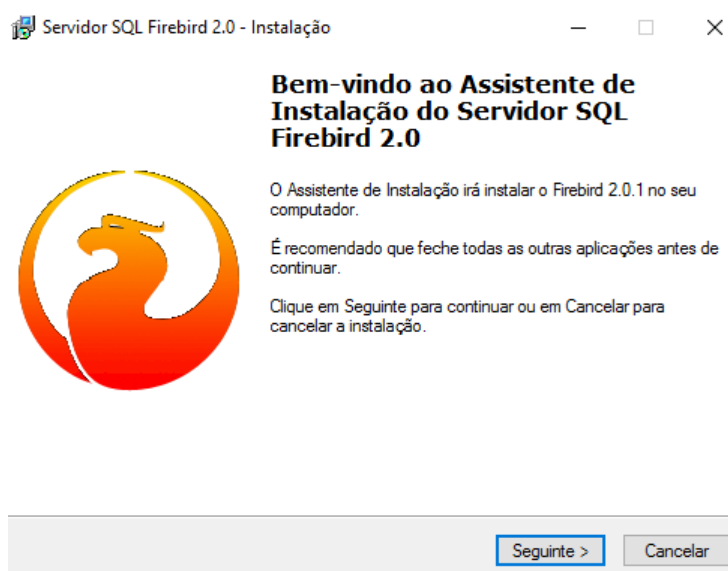 Servidor SQL Firebird 2.0 - Instalação
Bem-vindo ao Assistente de
Instalação do Servidor SQL
Firebird 2.0
O Assistente de Instalação irá instalar o Firebird 2.0.1 no seu
computador.
É recomendado que feche todas as outras aplicações antes de
continuar.
Clique em Seguinte para continuar ou em Cancelar para
cancelar a instalação.
Seguinte >
Cancelar